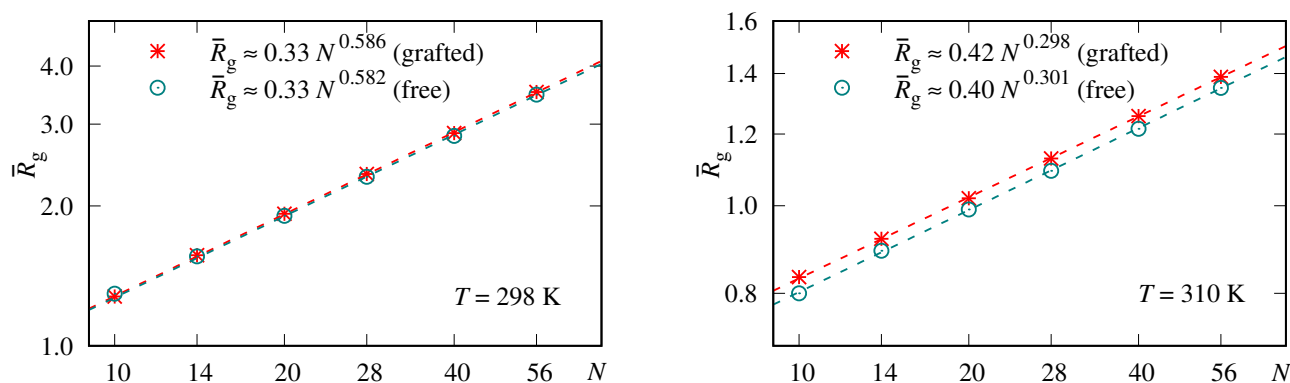 R̄g ≈ 0.33 N^0.586 (grafted)
R̄g ≈ 0.33 N^0.582 (free)
4.0
3.0
2.0
1.0
R̄g
T = 298 K
10 14 20 28 40 56 N
R̄g ≈ 0.42 N^0.298 (grafted)
R̄g ≈ 0.40 N^0.301 (free)
1.6
1.4
1.2
1.0
0.8
R̄g
T = 310 K
10 14 20 28 40 56 N